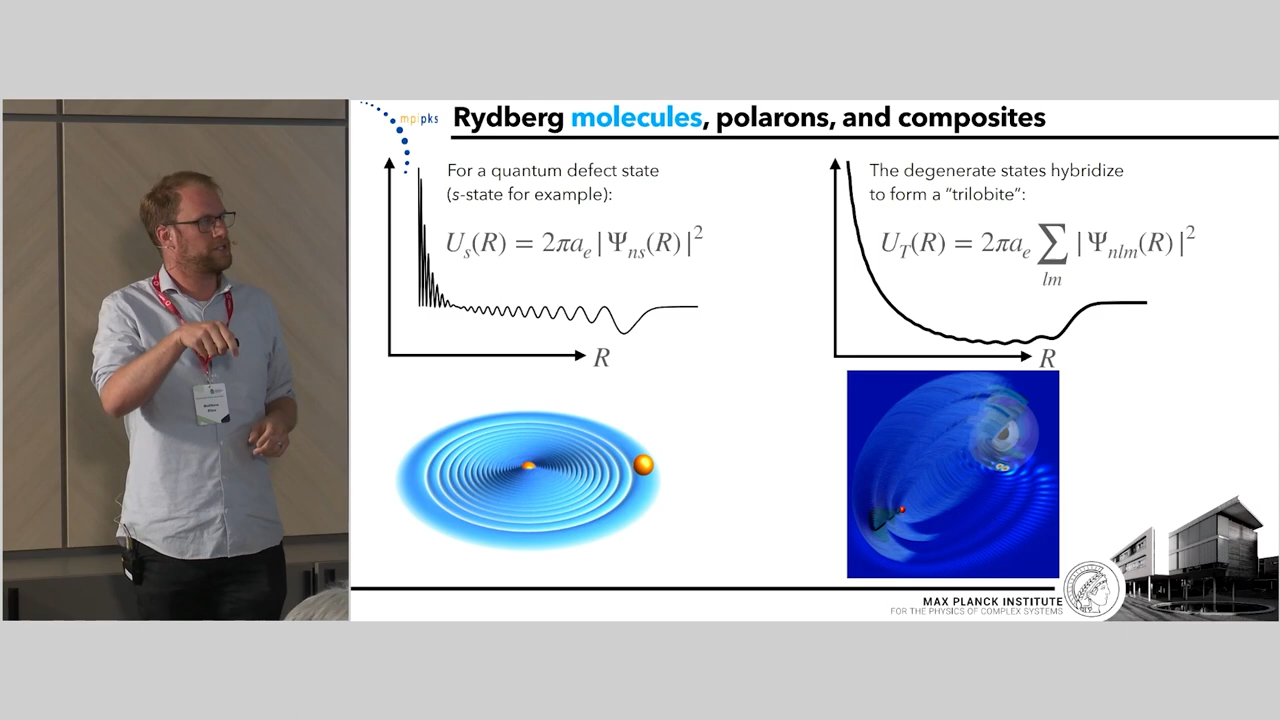 mpipks
Rydberg molecules, polarons, and composites
For a quantum defect state
(s-state for example):
U_s(R) = 2πa_e|Ψ_ns(R)|²
R
The degenerate states hybridize
to form a “trilobite”:
U_T(R) = 2πa_e ∑_lm |Ψ_nlm(R)|²
R
MAX PLANCK INSTITUTE
FOR THE PHYSICS OF COMPLEX SYSTEMS